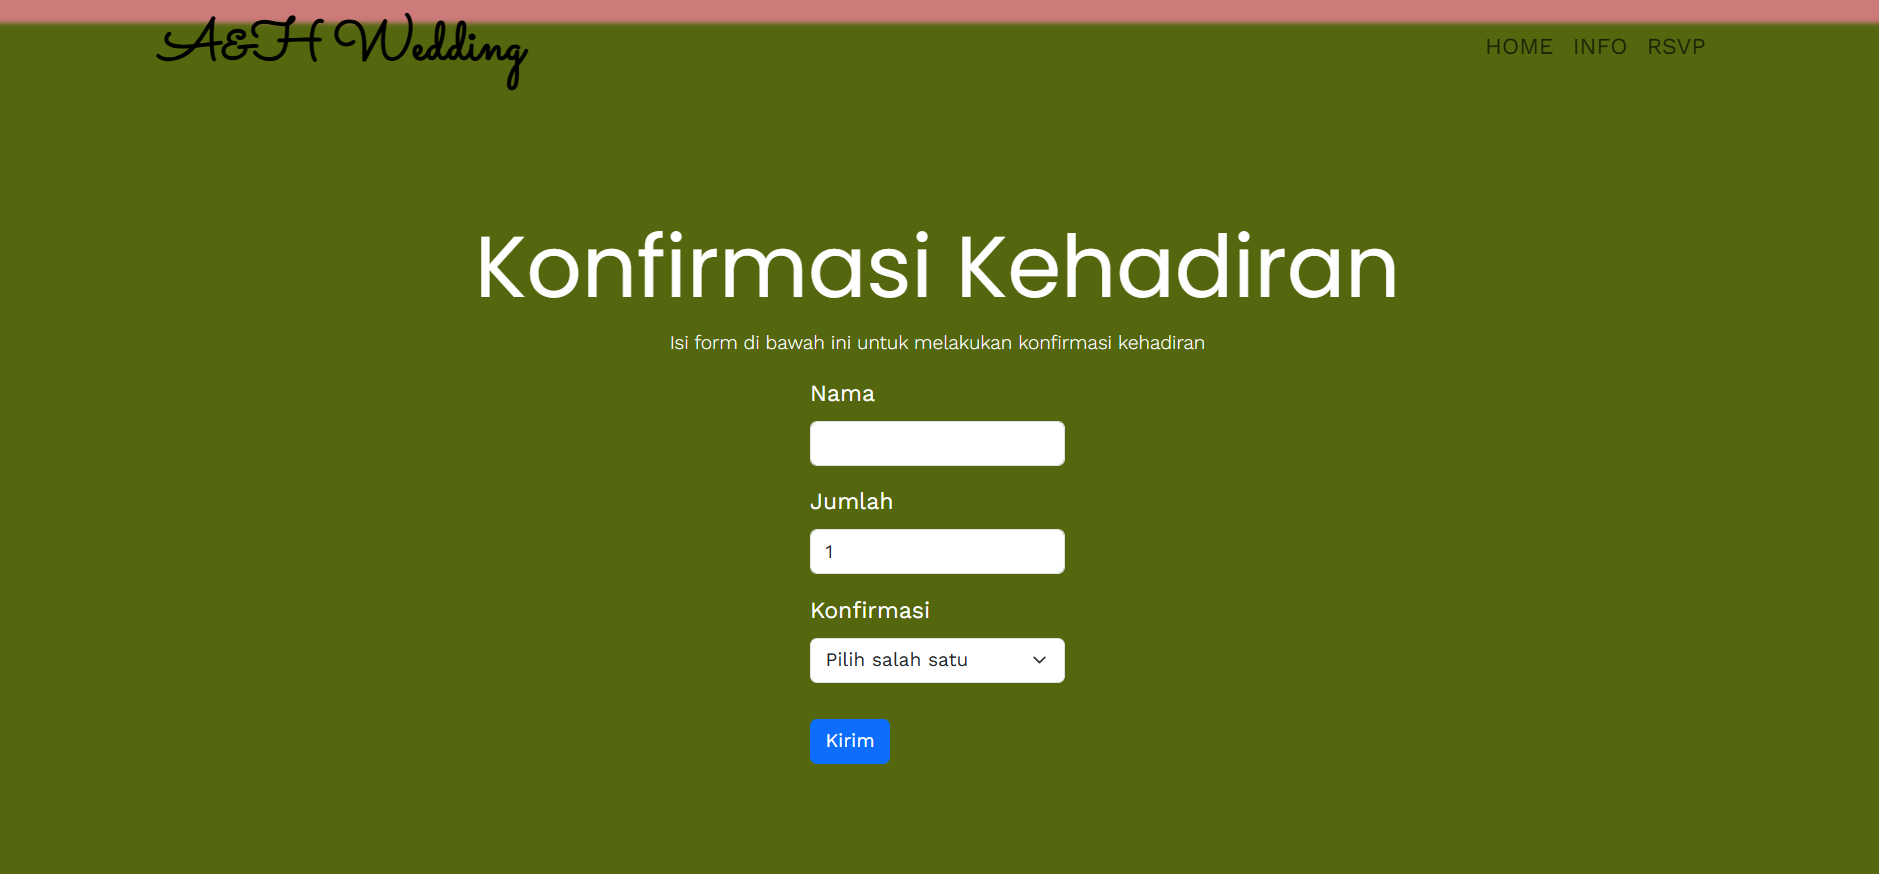 A&H Wedding
HOME INFO RSVP
Konfirmasi Kehadiran
Isi form di bawah ini untuk melakukan konfirmasi kehadiran
Nama
Jumlah
1
Konfirmasi
Pilih salah satu
Kirim